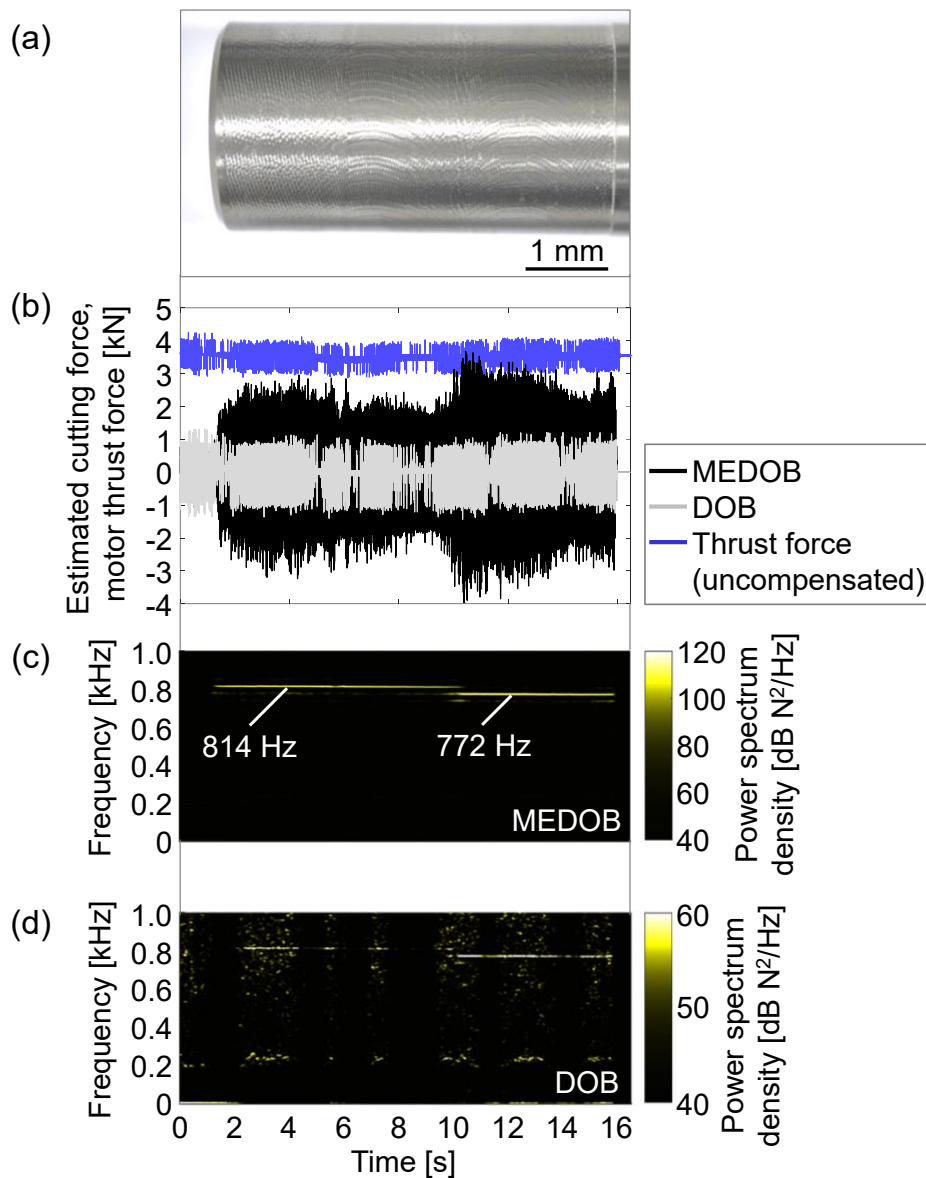 (a)
1 mm
(b)
Estimated cutting force,
motor thrust force [kN]
5
4
3
2
1
0
-1
-2
-3
-4
MEDOB
DOB
Thrust force
(uncompensated)
(c)
Frequency [kHz]
1.0
0.8
0.6
0.4
0.2
0
814 Hz
772 Hz
MEDOB
120
100
80
60
40
Power spectrum
density [dB N²/Hz]
(d)
Frequency [kHz]
1.0
0.8
0.6
0.4
0.2
0
DOB
60
50
40
Power spectrum
density [dB N²/Hz]
0 2 4 6 8 10 12 14 16
Time [s]